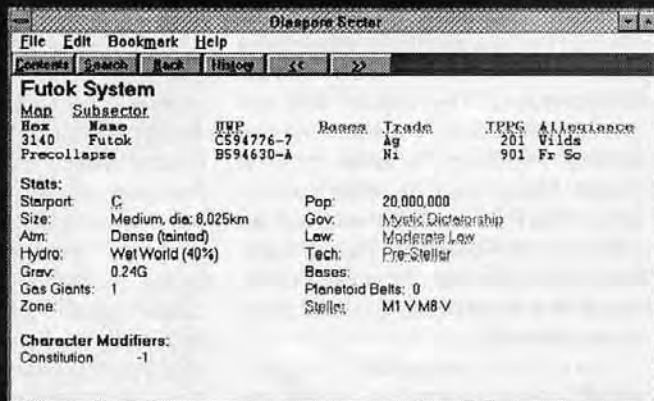 Diaspora Sector
File Edit Bookmark Help
Contents Search Back History << >>
Futok System
Map Subsector
Hex Name UWP Bases Trade TPPG Allegiance
3140 Futok C594776-7 Ag 201 Vilds
Precollapse B594630-A Ni 901 Fr So
Stats:
Starport: C Pop: 20,000,000
Size: Medium, dia: 8,025km Gov: Mystic Dictatorship
Atm: Dense (tainted) Law: Moderate Law
Hydro: Wet World (40%) Tech: Pre-Stellar
Grav: 0.24G Bases:
Gas Giants: 1 Planetoid Belts: 0
Zone: Stellar: M1 V M8 V
Character Modifiers:
Constitution -1